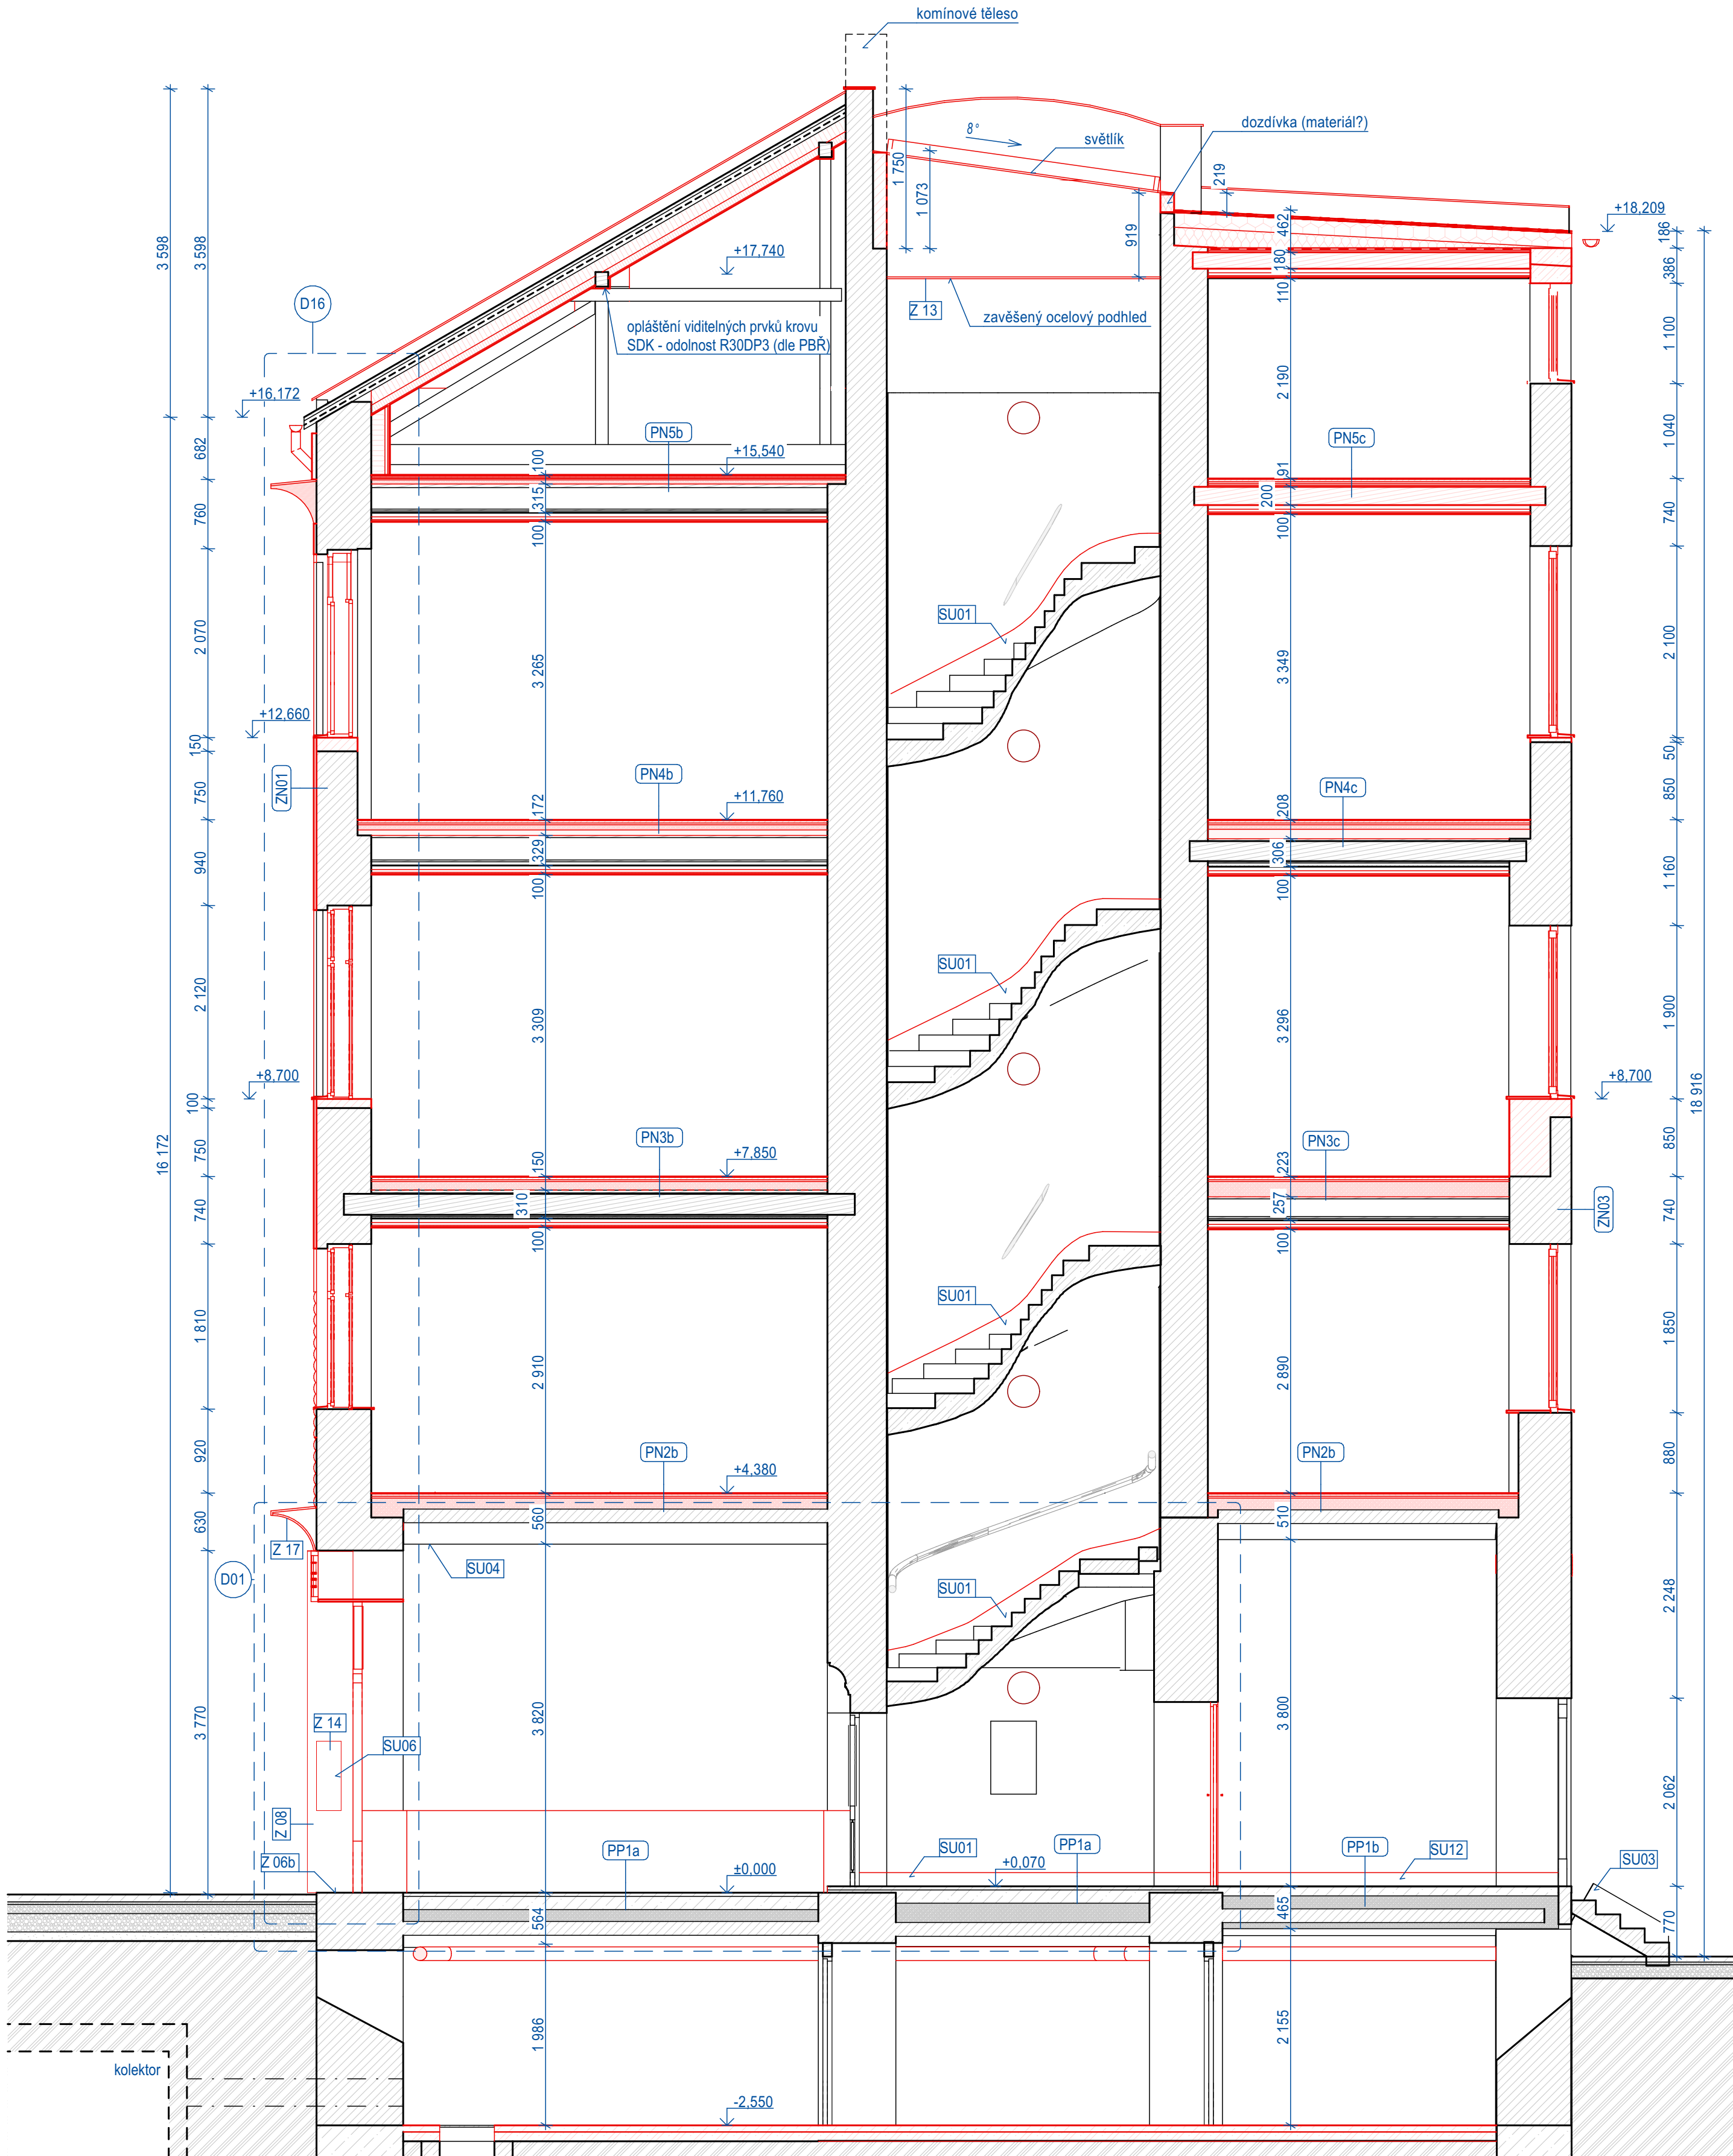 komínové těleso
dozdívka (materiál?)
8°
světlík
1 750
1 073
219
919
462
+18,209
186
3 598
3 598
+17,740
180
386
110
D16
Z 13
zavěšený ocelový podhled
opláštění viditelných prvků krovu
SDK - odolnost R30DP3 (dle PBŘ)
1 100
2 190
+16,172
682
PN5b
PN5c
1 040
+15,540
100
91
315
200
760
100
100
740
SU01
2 070
3 265
3 349
2 100
+12,660
150
50
ZN01
750
PN4b
PN4c
850
+11,760
172
208
329
306
940
100
100
1 160
SU01
2 120
3 309
3 296
1 900
+8,700
+8,700
100
18 916
16 172
750
PN3b
PN3c
850
+7,850
150
223
310
257
740
740
ZN03
100
100
SU01
1 810
2 910
2 890
1 850
920
PN2b
PN2b
880
+4,380
630
560
510
Z 17
SU04
D01
SU01
2 248
3 770
3 820
3 800
Z 14
SU06
2 062
Z 08
PP1a
SU01
PP1a
PP1b
SU12
SU03
Z 06b
±0,000
+0,070
564
465
770
1 986
2 155
kolektor
-2,550